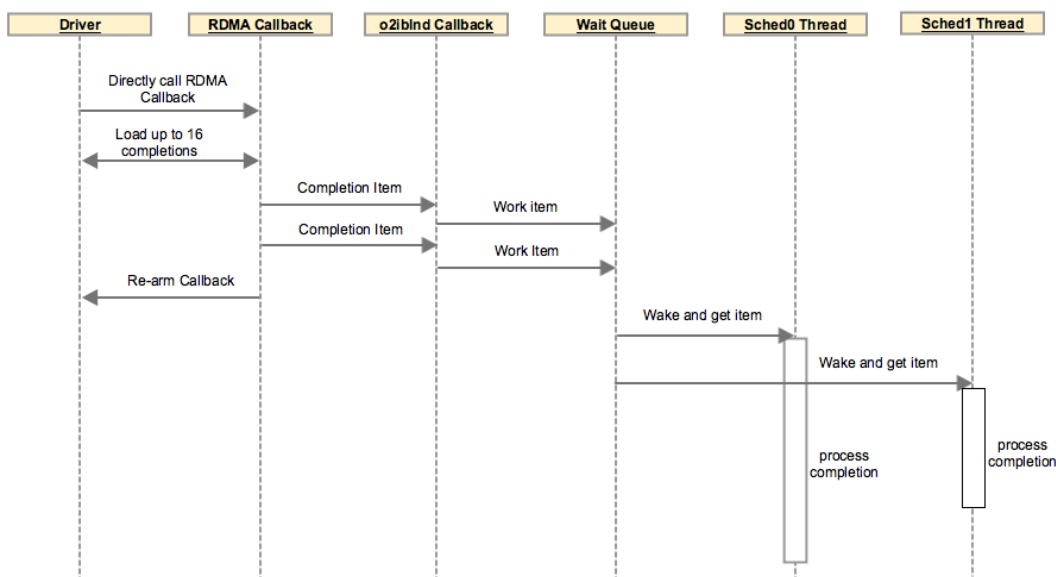 Driver
RDMA Callback
o2iblnd Callback
Wait Queue
Sched0 Thread
Sched1 Thread
Directly call RDMA
Callback
Load up to 16
completions
Completion Item
Work item
Completion Item
Work Item
Re-arm Callback
Wake and get item
Wake and get item
process
completion
process
completion